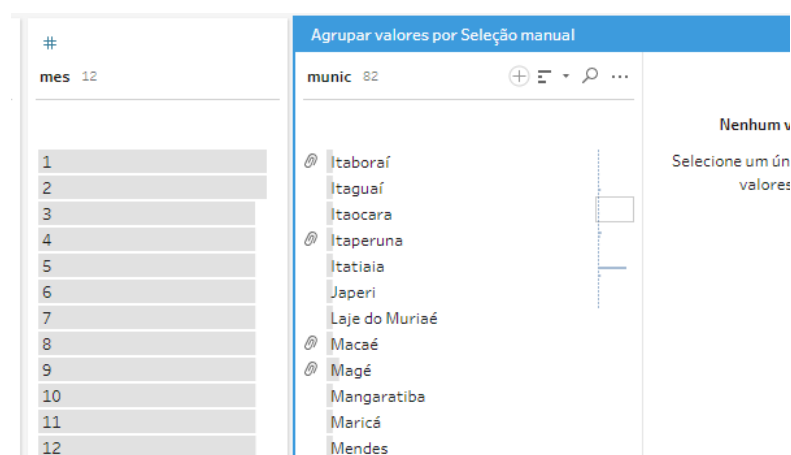 #
mes 12
1
2
3
4
5
6
7
8
9
10
11
12
Agrupar valores por Seleção manual
munic 82
Itaboraí
Itaguaí
Itaocara
Itaperuna
Itatiaia
Japeri
Laje do Muriaé
Macaé
Magé
Mangaratiba
Maricá
Mendes
Nenhum v
Selecione um ún
valores